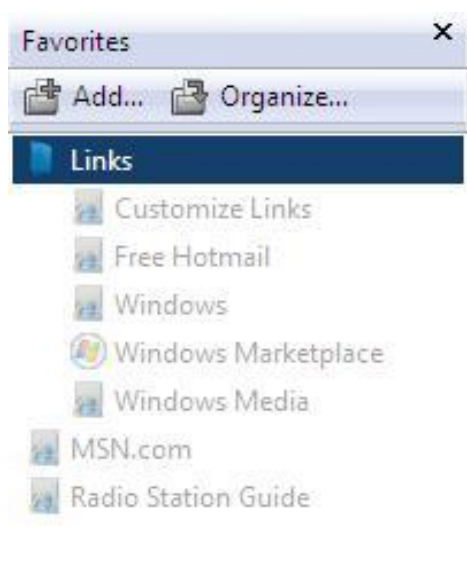 Favorites
Add... Organize...
Links
Customize Links
Free Hotmail
Windows
Windows Marketplace
Windows Media
MSN.com
Radio Station Guide